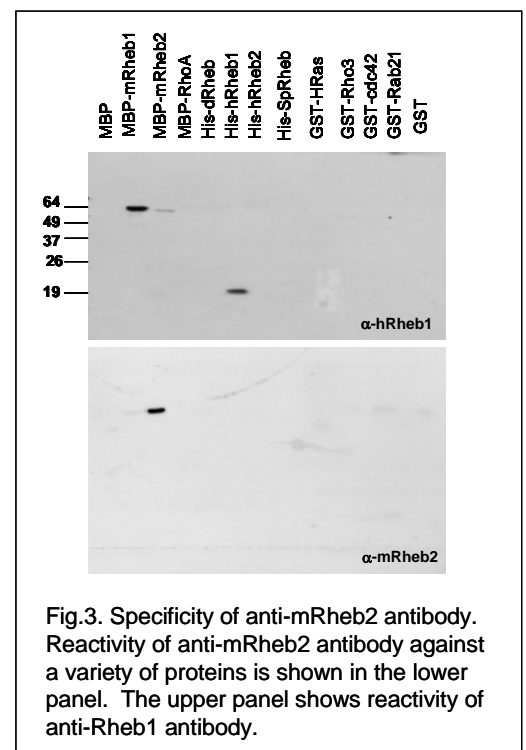 MBP
MBP-mRheb1
MBP-mRheb2
MBP-RhoA
His-dRheb
His-hRheb1
His-hRheb2
His-SpRheb
GST-HRas
GST-Rho3
GST-cdc42
GST-Rab21
GST
64
49
37
26
19
α-hRheb1
α-mRheb2
Fig.3. Specificity of anti-mRheb2 antibody.
Reactivity of anti-mRheb2 antibody against
a variety of proteins is shown in the lower
panel. The upper panel shows reactivity of
anti-Rheb1 antibody.